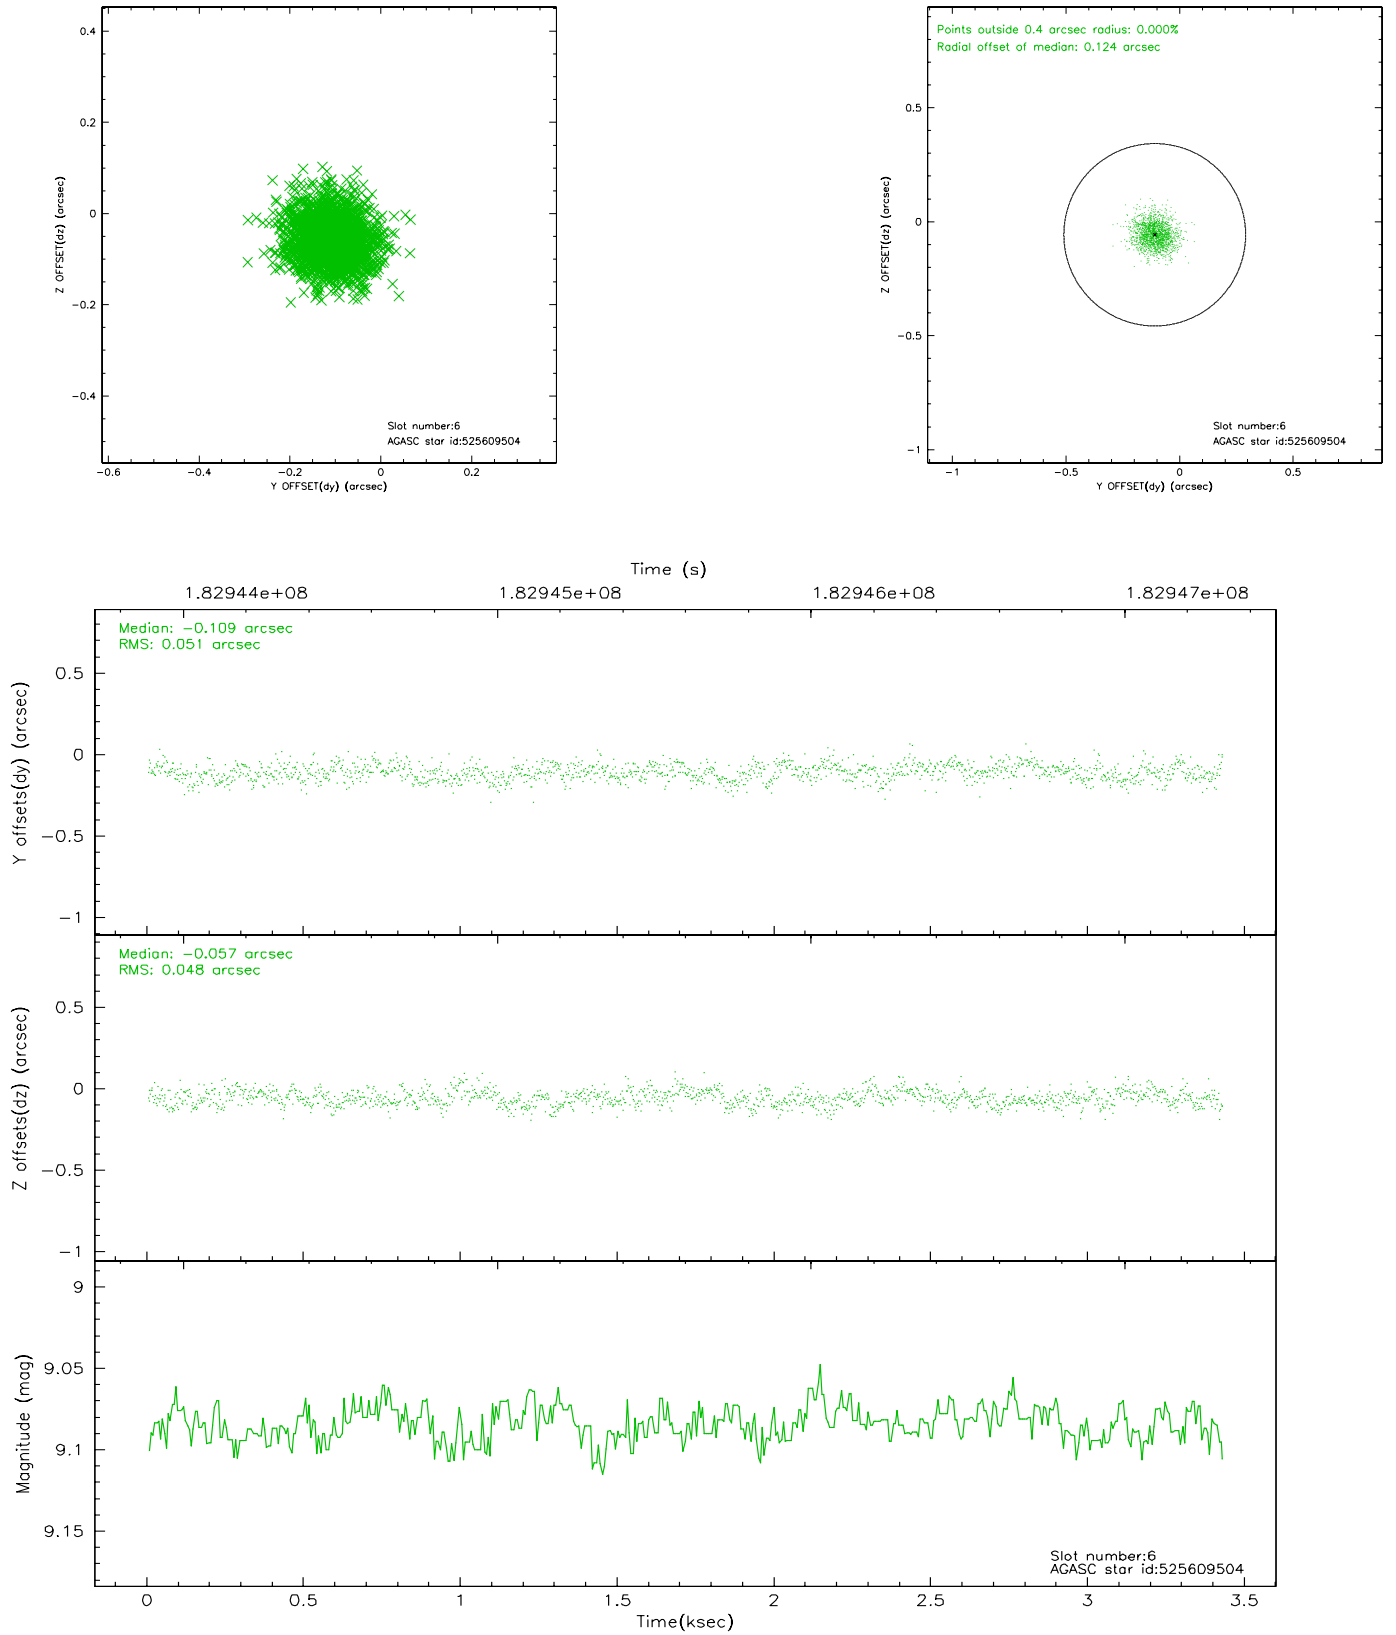 0.4
0.2
0
-0.2
-0.4
Z OFFSET(dz) (arcsec)
Slot number:6
AGASC star id:525609504
-0.6 -0.4 -0.2 0 0.2
Y OFFSET(dy) (arcsec)
Points outside 0.4 arcsec radius: 0.000%
Radial offset of median: 0.124 arcsec
0.5
0
-0.5
-1
Z OFFSET(dz) (arcsec)
Slot number:6
AGASC star id:525609504
-1 -0.5 0 0.5
Y OFFSET(dy) (arcsec)
Time (s)
1.82944e+08 1.82945e+08 1.82946e+08 1.82947e+08
Median: -0.109 arcsec
RMS: 0.051 arcsec
0.5
0
-0.5
-1
Y offsets(dy) (arcsec)
Median: -0.057 arcsec
RMS: 0.048 arcsec
0.5
0
-0.5
-1
Z offsets(dz) (arcsec)
9
9.05
9.1
9.15
Magnitude (mag)
Slot number:6
AGASC star id:525609504
0 0.5 1 1.5 2 2.5 3 3.5
Time(ksec)